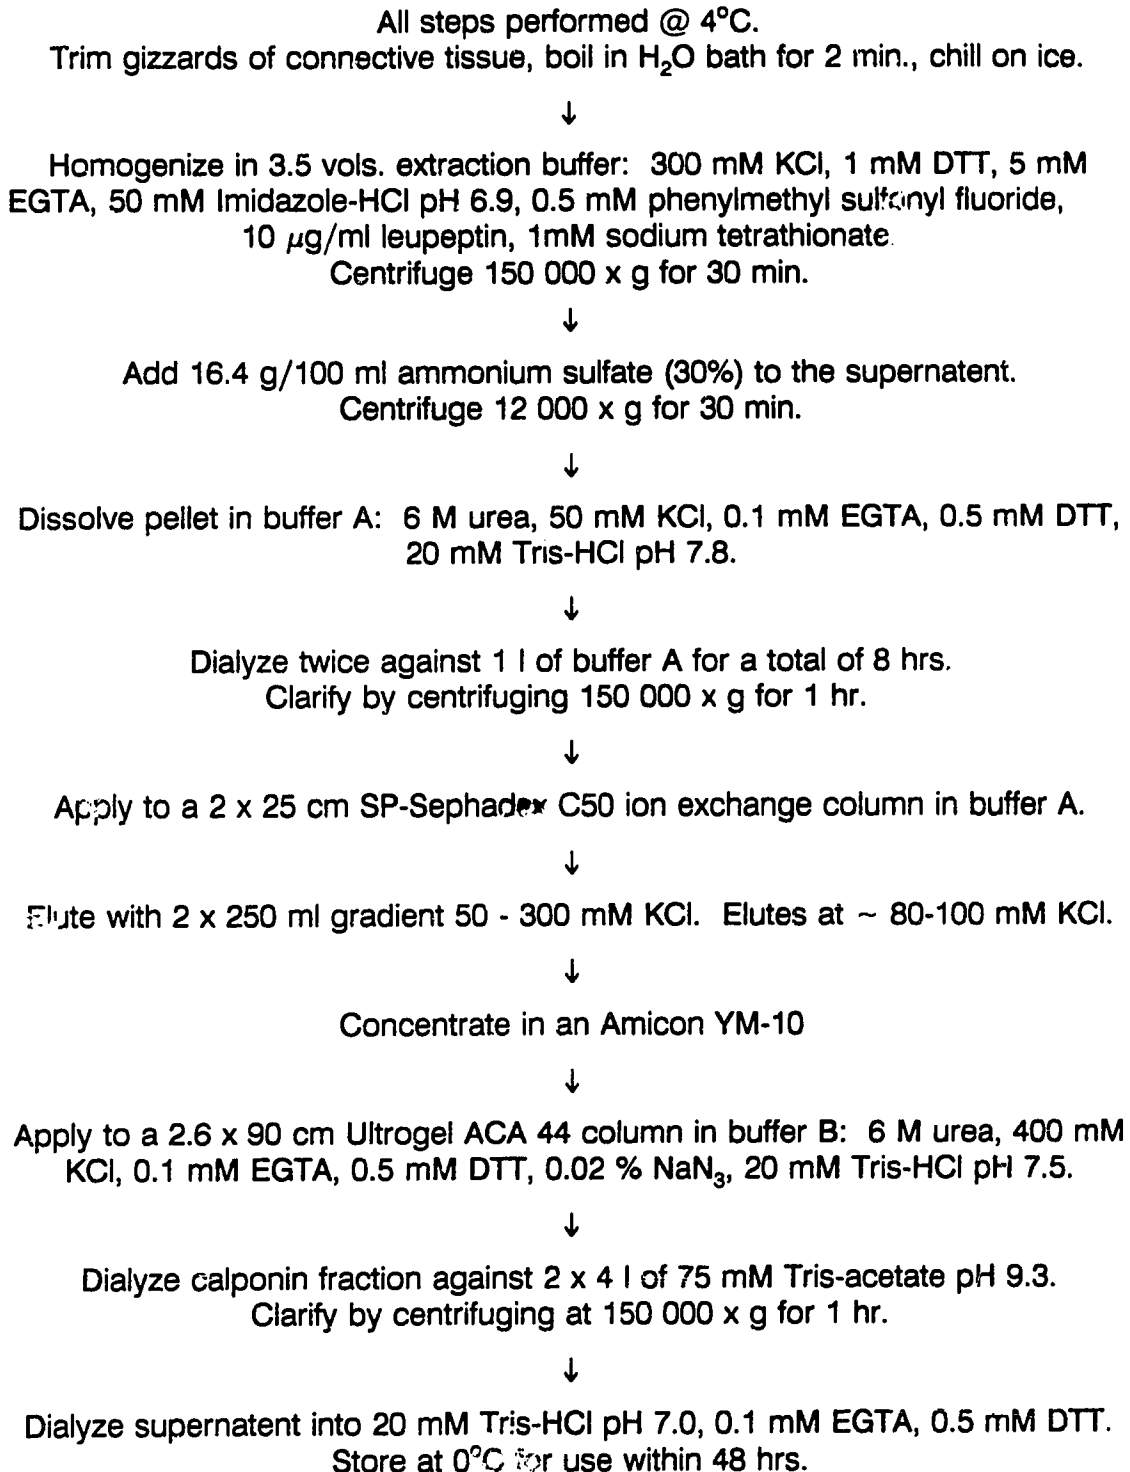 All steps performed @ 4°C.
Trim gizzards of connective tissue, boil in H₂O bath for 2 min., chill on ice.
↓
Homogenize in 3.5 vols. extraction buffer: 300 mM KCl, 1 mM DTT, 5 mM
EGTA, 50 mM Imidazole-HCl pH 6.9, 0.5 mM phenylmethyl sulfonyl fluoride,
10 µg/ml leupeptin, 1mM sodium tetrathionate.
Centrifuge 150 000 x g for 30 min.
↓
Add 16.4 g/100 ml ammonium sulfate (30%) to the supernatent.
Centrifuge 12 000 x g for 30 min.
↓
Dissolve pellet in buffer A: 6 M urea, 50 mM KCl, 0.1 mM EGTA, 0.5 mM DTT,
20 mM Tris-HCl pH 7.8.
↓
Dialyze twice against 1 l of buffer A for a total of 8 hrs.
Clarify by centrifuging 150 000 x g for 1 hr.
↓
Apply to a 2 x 25 cm SP-Sephadex C50 ion exchange column in buffer A.
↓
Elute with 2 x 250 ml gradient 50 - 300 mM KCl. Elutes at ~ 80-100 mM KCl.
↓
Concentrate in an Amicon YM-10
↓
Apply to a 2.6 x 90 cm Ultrogel ACA 44 column in buffer B: 6 M urea, 400 mM
KCl, 0.1 mM EGTA, 0.5 mM DTT, 0.02 % NaN₃, 20 mM Tris-HCl pH 7.5.
↓
Dialyze calponin fraction against 2 x 4 l of 75 mM Tris-acetate pH 9.3.
Clarify by centrifuging at 150 000 x g for 1 hr.
↓
Dialyze supernatent into 20 mM Tris-HCl pH 7.0, 0.1 mM EGTA, 0.5 mM DTT.
Store at 0°C for use within 48 hrs.